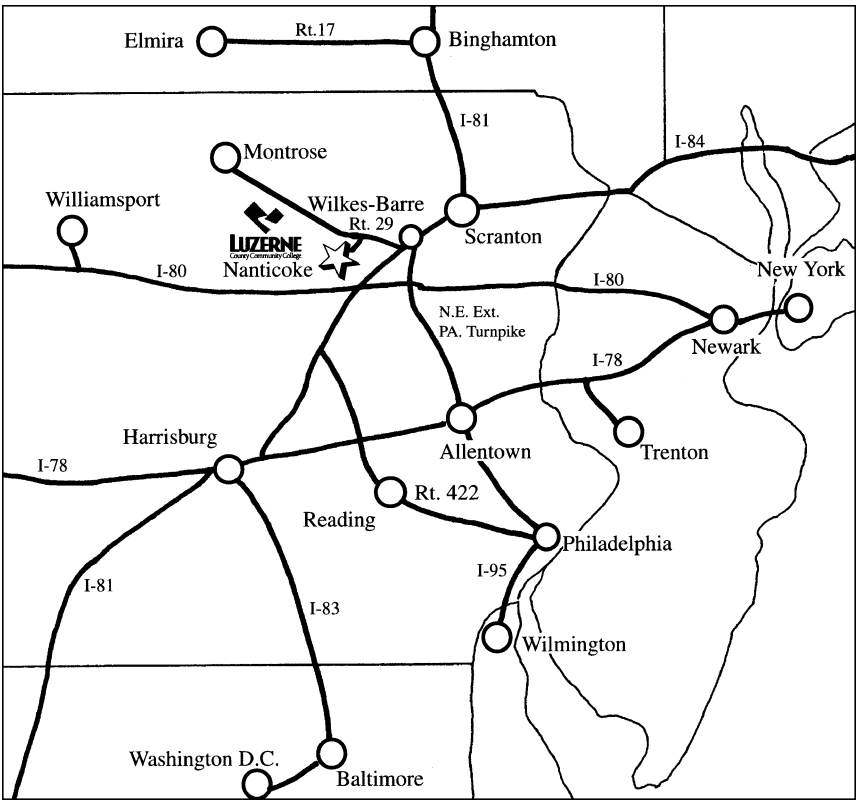 Elmira
Rt.17
Binghamton
I-81
I-84
Montrose
Williamsport
Wilkes-Barre
Rt. 29
Scranton
LUZERNE
County Community College
Nanticoke
I-80
I-80
New York
N.E. Ext.
PA. Turnpike
Newark
I-78
Harrisburg
Allentown
Trenton
I-78
Rt. 422
Reading
Philadelphia
I-95
I-81
I-83
Wilmington
Washington D.C.
Baltimore